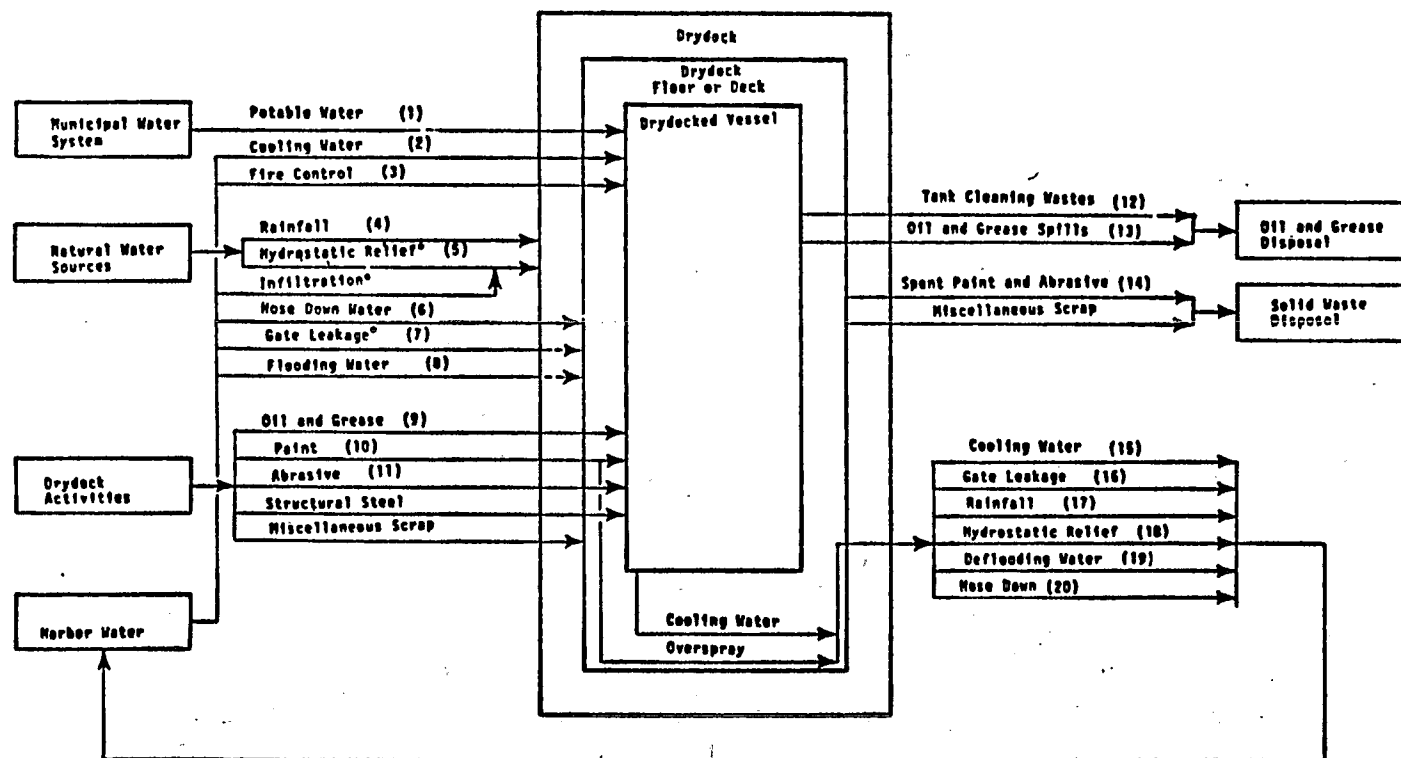 Drydock
Drydock
Floor or Deck
Drydocked Vessel
Municipal Water
System
Potable Water (1)
Cooling Water (2)
Fire Control (3)
Natural Water
Sources
Rainfall (4)
Hydrostatic Relief* (5)
Infiltration*
Hose Down Water (6)
Gate Leakage* (7)
Flooding Water (8)
Drydock
Activities
Oil and Grease (9)
Paint (10)
Abrasive (11)
Structural Steel
Miscellaneous Scrap
Harbor Water
Cooling Water
Overspray
Tank Cleaning Wastes (12)
Oil and Grease Spills (13)
Oil and Grease
Disposal
Spent Paint and Abrasive (14)
Miscellaneous Scrap
Solid Waste
Disposal
Cooling Water (15)
Gate Leakage (16)
Rainfall (17)
Hydrostatic Relief (18)
Deflooding Water (19)
Hose Down (20)